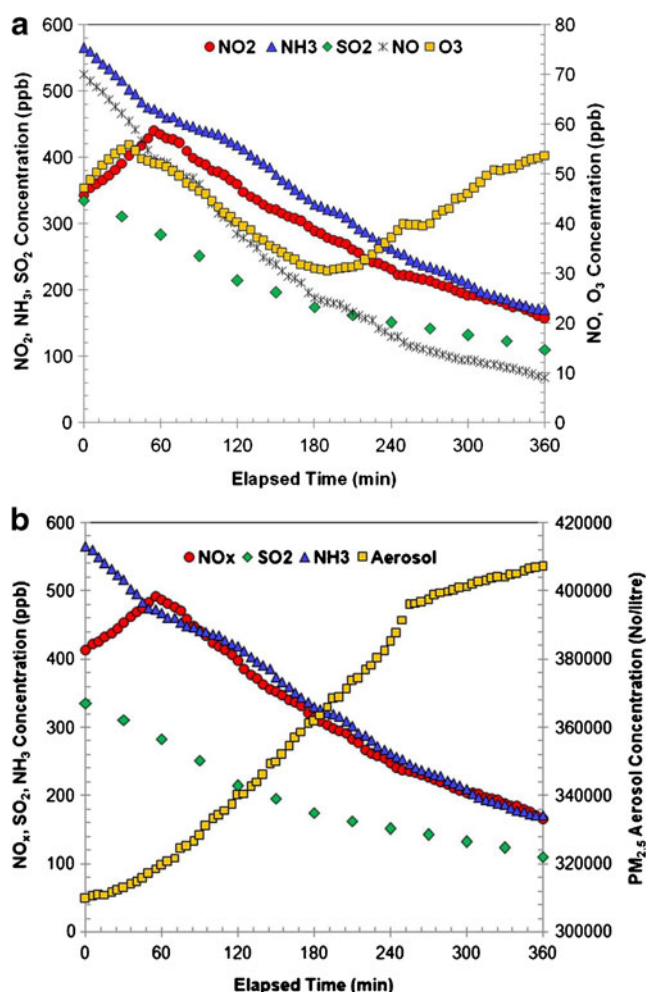 a
600
500
400
300
200
100
0
NO2 NH3 SO2 NO O3
80
70
60
50
40
30
20
10
0
NO2, NH3, SO2 Concentration (ppb)
NO, O3 Concentration (ppb)
0 60 120 180 240 300 360
Elapsed Time (min)
b
600
500
400
300
200
100
0
NOx SO2 NH3 Aerosol
420000
400000
380000
360000
340000
320000
300000
NOx, SO2, NH3 Concentration (ppb)
PM2.5 Aerosol Concentration (No/litre)
0 60 120 180 240 300 360
Elapsed Time (min)